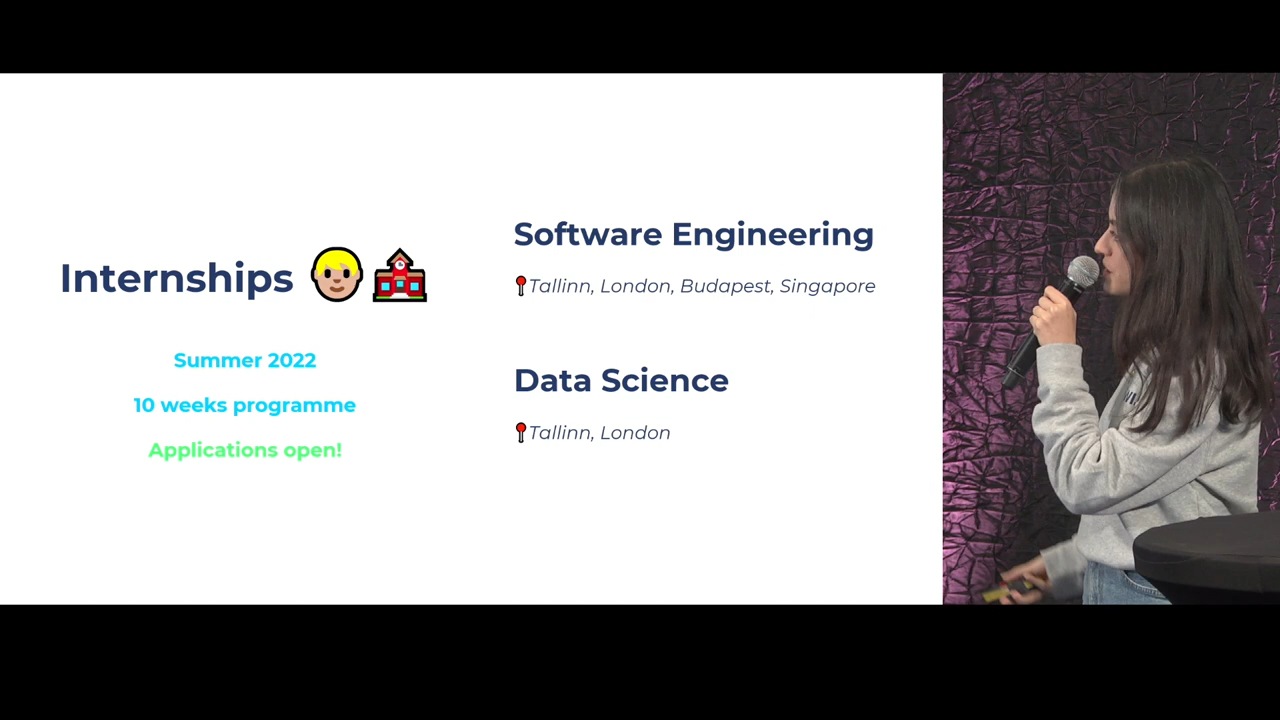 Internships
Summer 2022
10 weeks programme
Applications open!
Software Engineering
Tallinn, London, Budapest, Singapore
Data Science
Tallinn, London